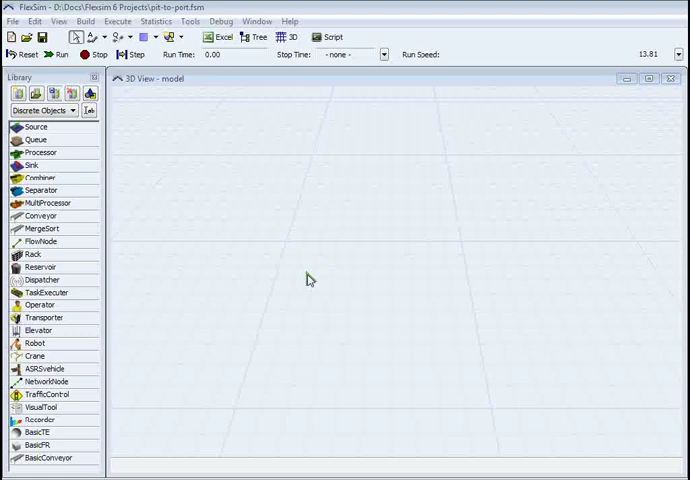 FlexSim - D:\Docs\Flexsim 6 Projects\pit-to-port.fsm
File Edit View Build Execute Statistics Tools Debug Window Help
Excel Tree 3D Script
Reset Run Stop Step Run Time: 0.00 Stop Time: - none - Run Speed: 13.81
Library
3D View - model
Discrete Objects
Source
Queue
Processor
Sink
Combiner
Separator
MultiProcessor
Conveyor
MergeSort
FlowNode
Rack
Reservoir
Dispatcher
TaskExecuter
Operator
Transporter
Elevator
Robot
Crane
ASRSvehicle
NetworkNode
TrafficControl
VisualTool
Recorder
BasicTE
BasicFR
BasicConveyor